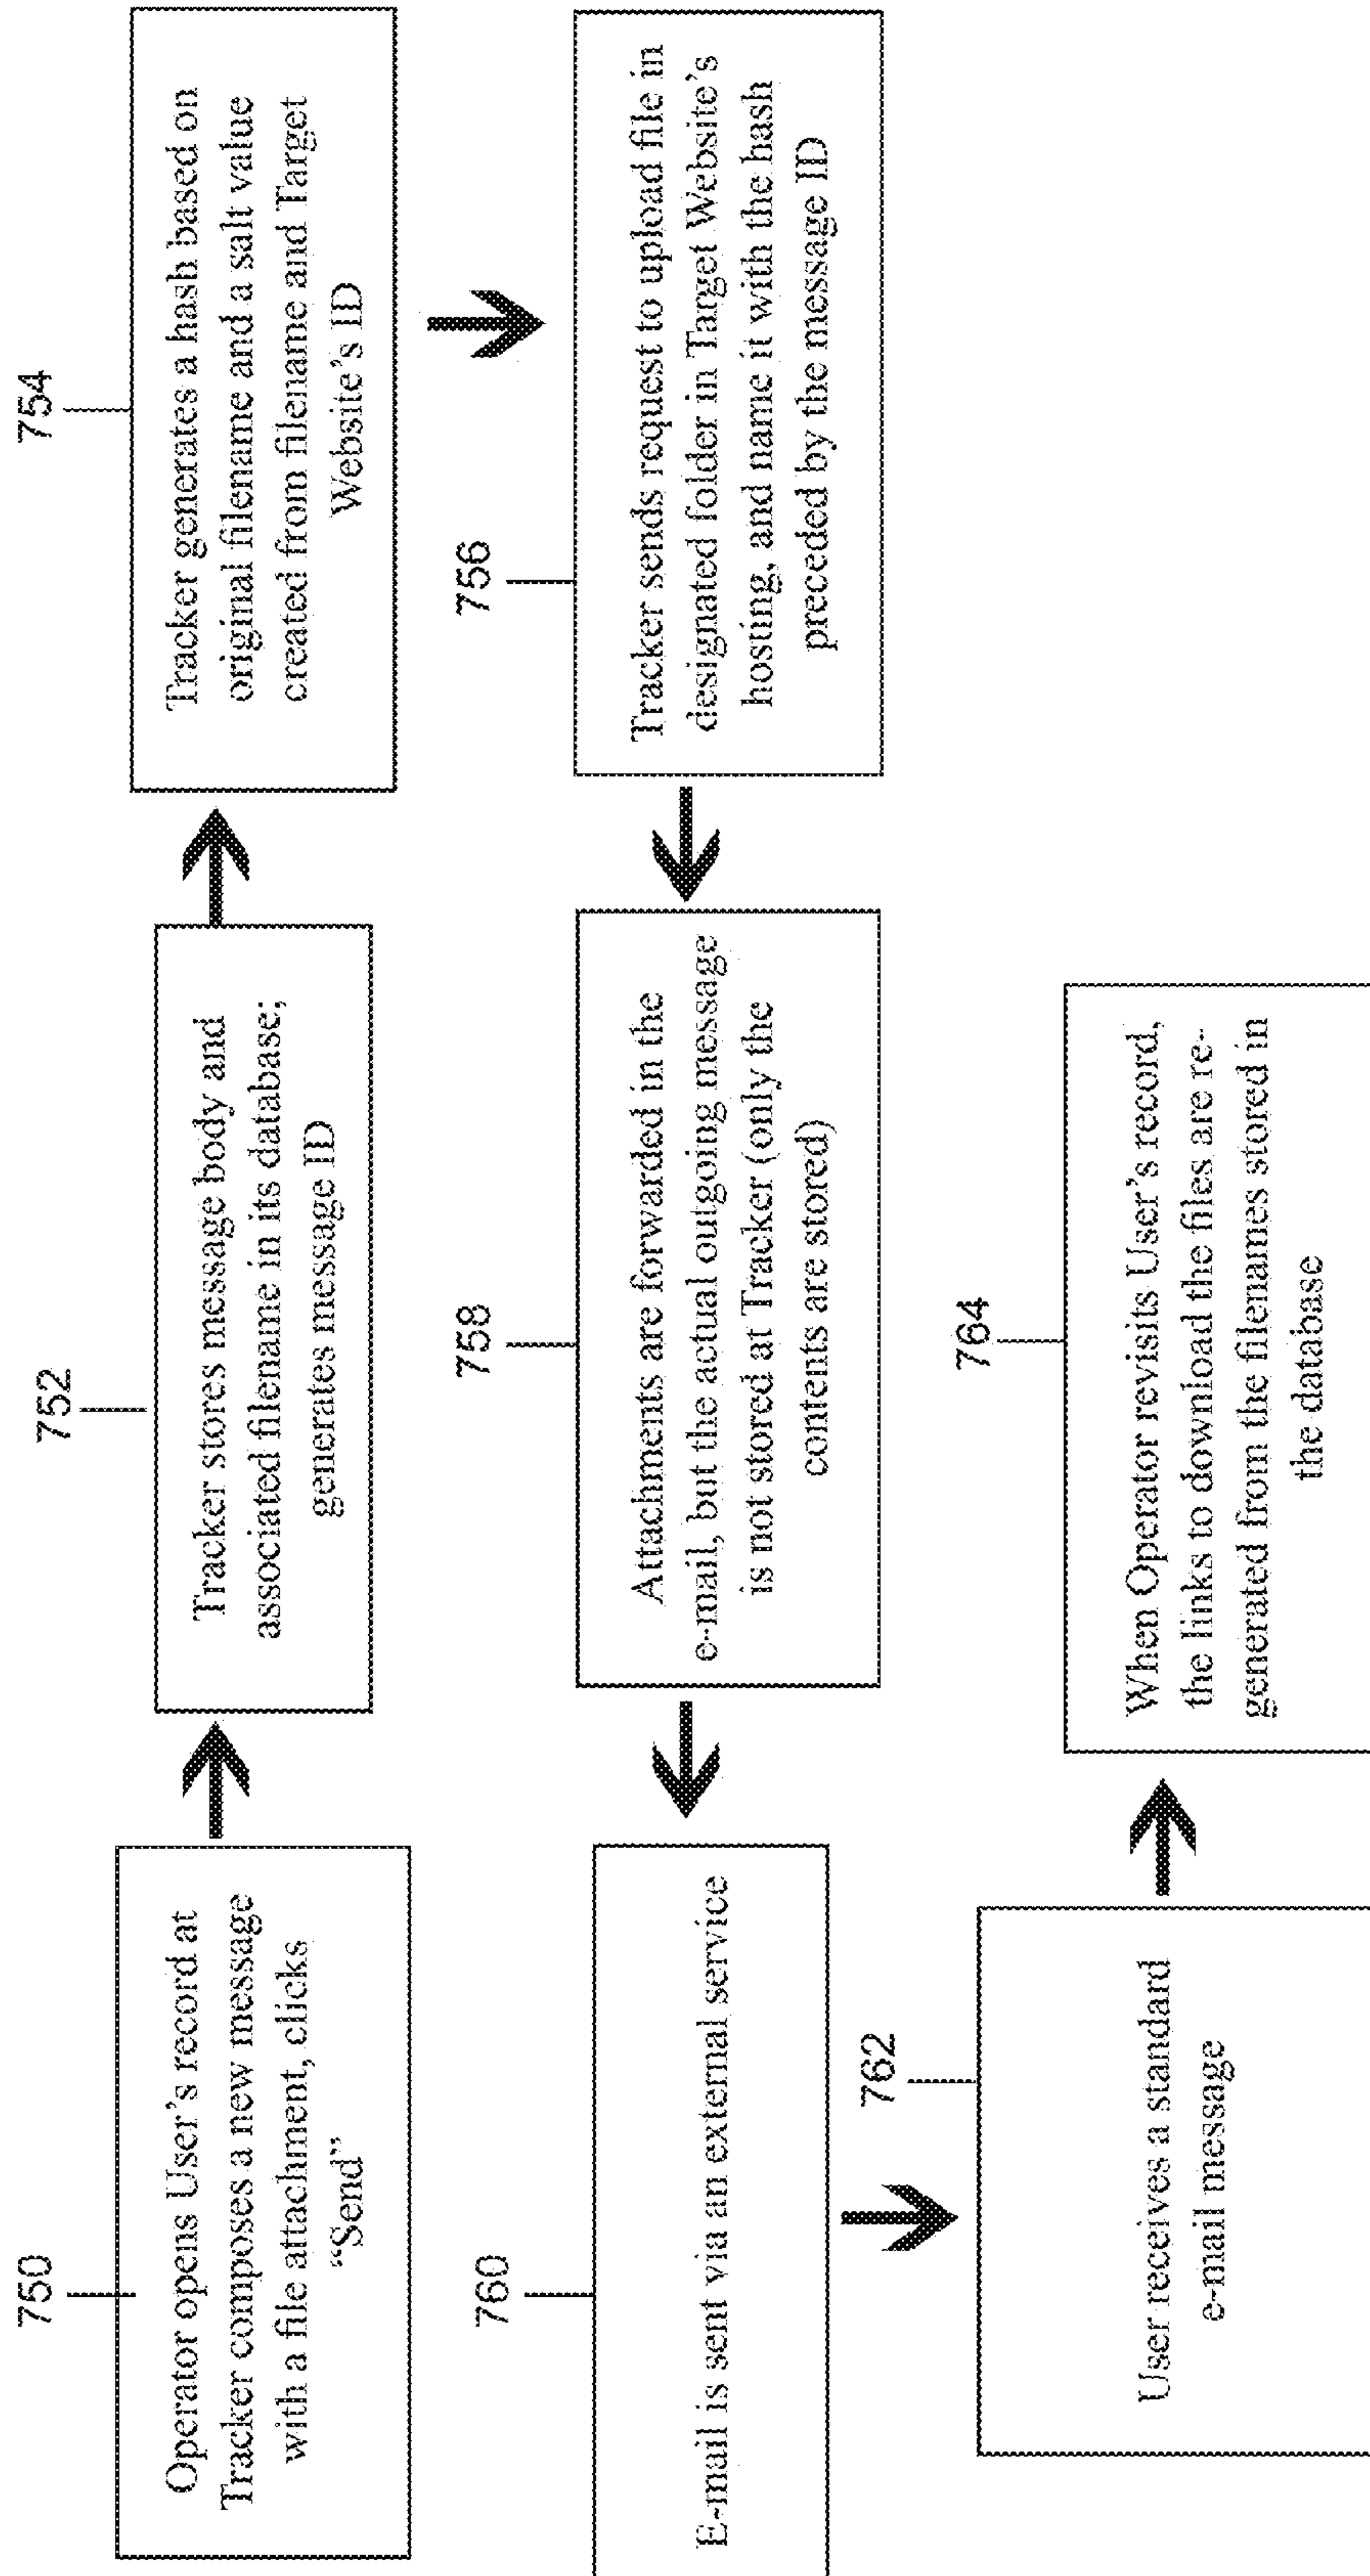 750
Operator opens User's record at
Tracker composes a new message
with a file attachment, clicks
“Send”
752
Tracker stores message body and
associated filename in its database;
generates message ID
754
Tracker generates a hash based on
original filename and a salt value
created from filename and Target
Website's ID
756
Tracker sends request to upload file in
designated folder in Target Website's
hosting, and name it with the hash
preceded by the message ID
758
Attachments are forwarded in the
e-mail, but the actual outgoing message
is not stored at Tracker (only the
contents are stored)
760
E-mail is sent via an external service
762
User receives a standard
e-mail message
764
When Operator revisits User's record,
the links to download the files are re-
generated from the filenames stored in
the database